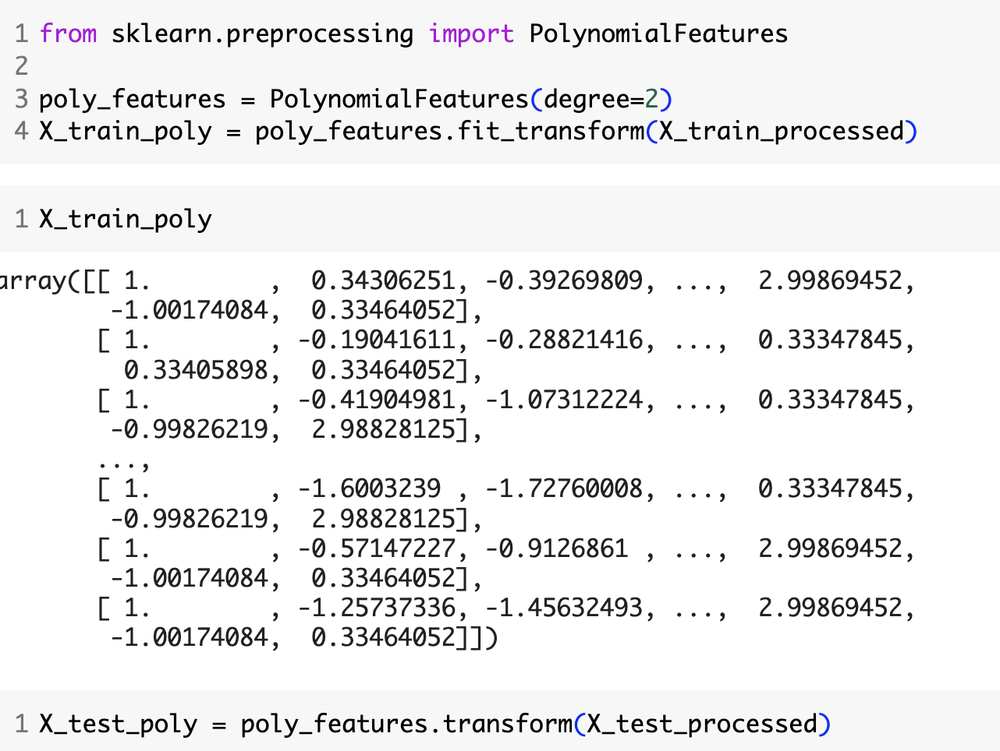 1 from sklearn.preprocessing import PolynomialFeatures
2
3 poly_features = PolynomialFeatures(degree=2)
4 X_train_poly = poly_features.fit_transform(X_train_processed)
1 X_train_poly
array([[ 1.        ,  0.34306251, -0.39269809, ...,  2.99869452,
        -1.00174084,  0.33464052],
       [ 1.        , -0.19041611, -0.28821416, ...,  0.33347845,
         0.33405898,  0.33464052],
       [ 1.        , -0.41904981, -1.07312224, ...,  0.33347845,
        -0.99826219,  2.98828125],
       ...,
       [ 1.        , -1.6003239 , -1.72760008, ...,  0.33347845,
        -0.99826219,  2.98828125],
       [ 1.        , -0.57147227, -0.9126861 , ...,  2.99869452,
        -1.00174084,  0.33464052],
       [ 1.        , -1.25737336, -1.45632493, ...,  2.99869452,
        -1.00174084,  0.33464052]])
1 X_test_poly = poly_features.transform(X_test_processed)